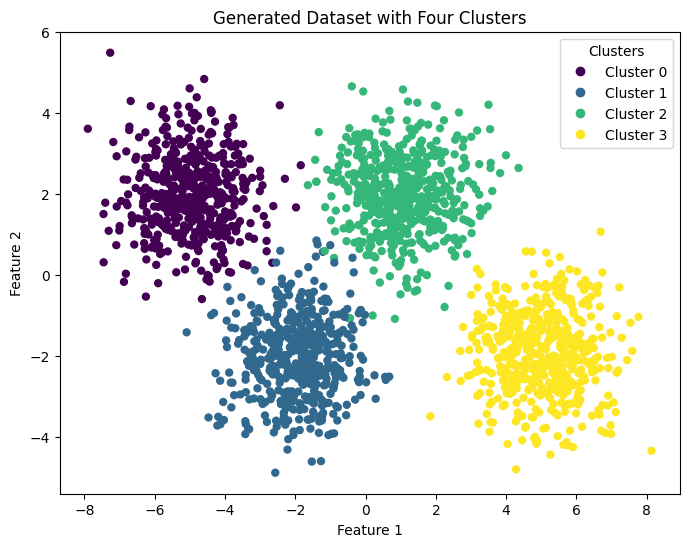 Generated Dataset with Four Clusters
Feature 2
6
4
2
0
−2
−4
Clusters
Cluster 0
Cluster 1
Cluster 2
Cluster 3
−8 −6 −4 −2 0 2 4 6 8
Feature 1